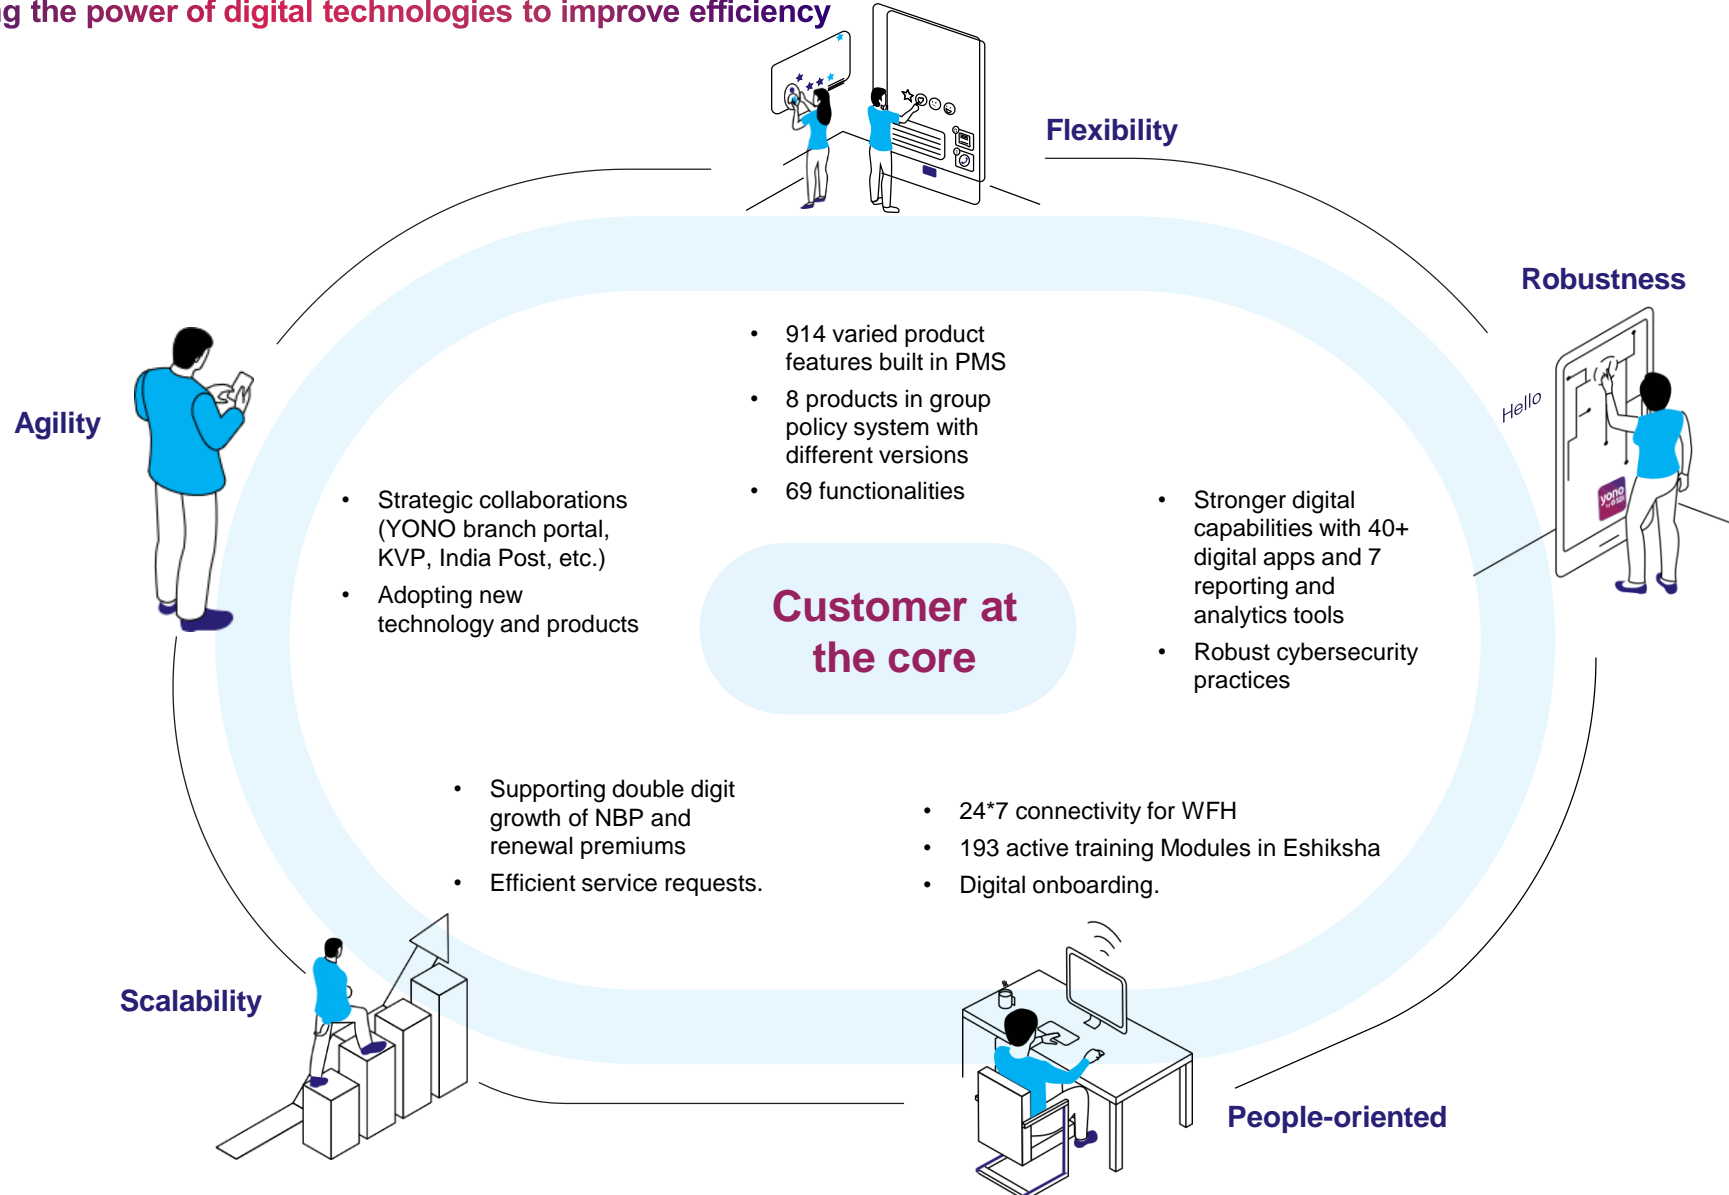 ng the power of digital technologies to improve efficiency
Flexibility
Robustness
Agility
Hello
yono
• 914 varied product
features built in PMS
• 8 products in group
policy system with
different versions
• 69 functionalities
• Strategic collaborations
(YONO branch portal,
KVP, India Post, etc.)
• Adopting new
technology and products
Customer at
the core
• Stronger digital
capabilities with 40+
digital apps and 7
reporting and
analytics tools
• Robust cybersecurity
practices
• Supporting double digit
growth of NBP and
renewal premiums
• Efficient service requests.
• 24*7 connectivity for WFH
• 193 active training Modules in Eshiksha
• Digital onboarding.
Scalability
People-oriented